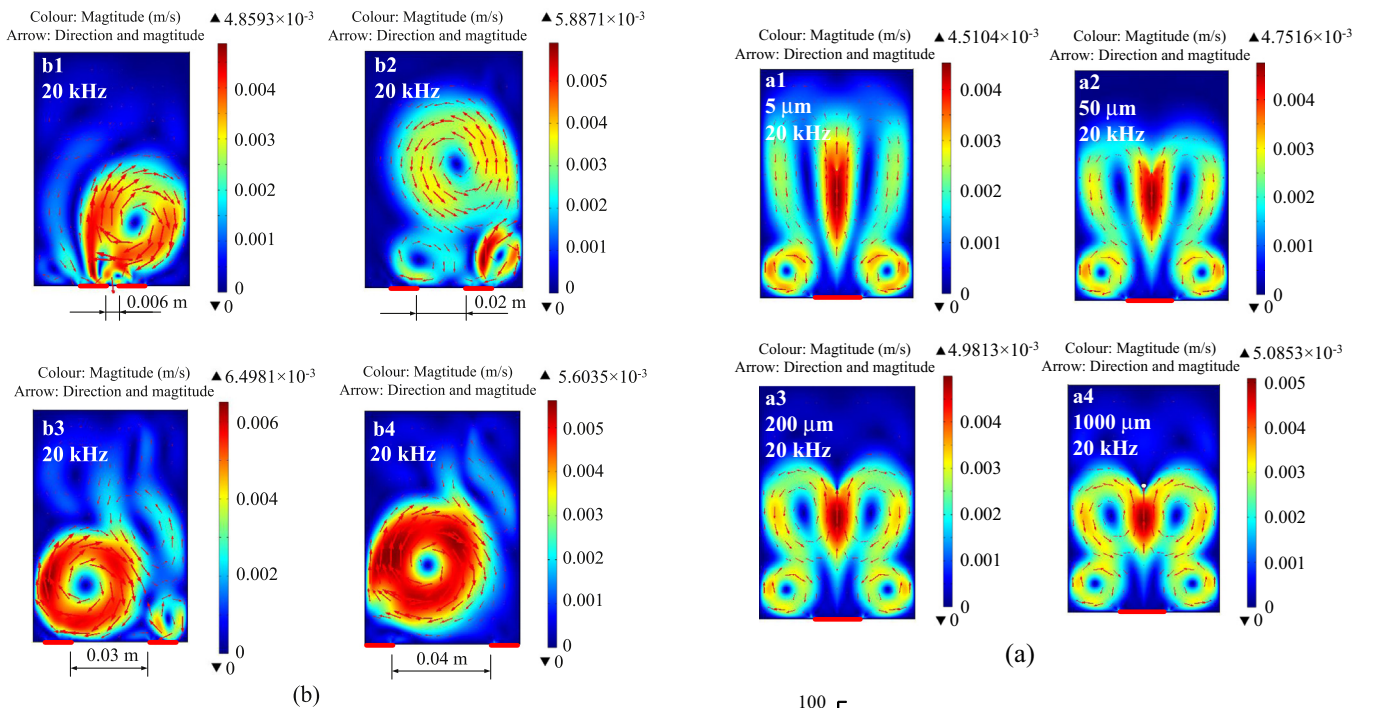 Colour: Magtitude (m/s)
Arrow: Direction and magtitude
▲ 4.8593×10-3
b1
20 kHz
0.004
0.003
0.002
0.001
0
▼ 0
0.006 m
Colour: Magtitude (m/s)
Arrow: Direction and magtitude
▲ 5.8871×10-3
b2
20 kHz
0.005
0.004
0.003
0.002
0.001
0
▼ 0
0.02 m
Colour: Magtitude (m/s)
Arrow: Direction and magtitude
▲ 6.4981×10-3
b3
20 kHz
0.006
0.004
0.002
0
▼ 0
0.03 m
Colour: Magtitude (m/s)
Arrow: Direction and magtitude
▲ 5.6035×10-3
b4
20 kHz
0.005
0.004
0.003
0.002
0.001
0
▼ 0
0.04 m
(b)
Colour: Magtitude (m/s)
Arrow: Direction and magtitude
▲ 4.5104×10-3
a1
5 μm
20 kHz
0.004
0.003
0.002
0.001
0
▼ 0
Colour: Magtitude (m/s)
Arrow: Direction and magtitude
▲ 4.7516×10-3
a2
50 μm
20 kHz
0.004
0.003
0.002
0.001
0
▼ 0
Colour: Magtitude (m/s)
Arrow: Direction and magtitude
▲ 4.9813×10-3
a3
200 μm
20 kHz
0.004
0.003
0.002
0.001
0
▼ 0
Colour: Magtitude (m/s)
Arrow: Direction and magtitude
▲ 5.0853×10-3
a4
1000 μm
20 kHz
0.005
0.004
0.003
0.002
0.001
0
▼ 0
(a)
100